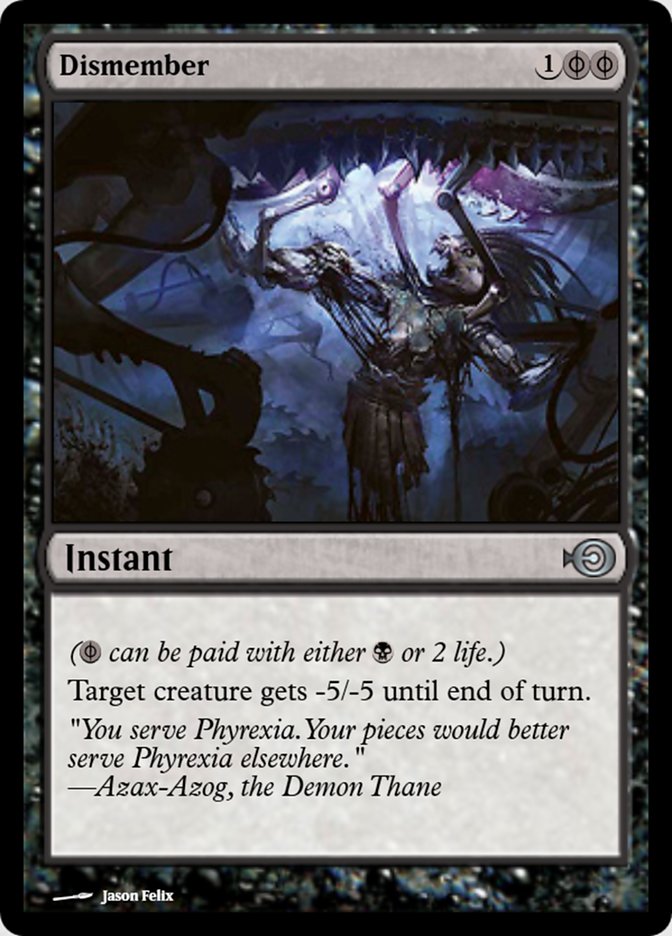 Dismember
1
Instant
( can be paid with either or 2 life.)
Target creature gets -5/-5 until end of turn.
"You serve Phyrexia. Your pieces would better
serve Phyrexia elsewhere."
—Azax-Azog, the Demon Thane
Jason Felix